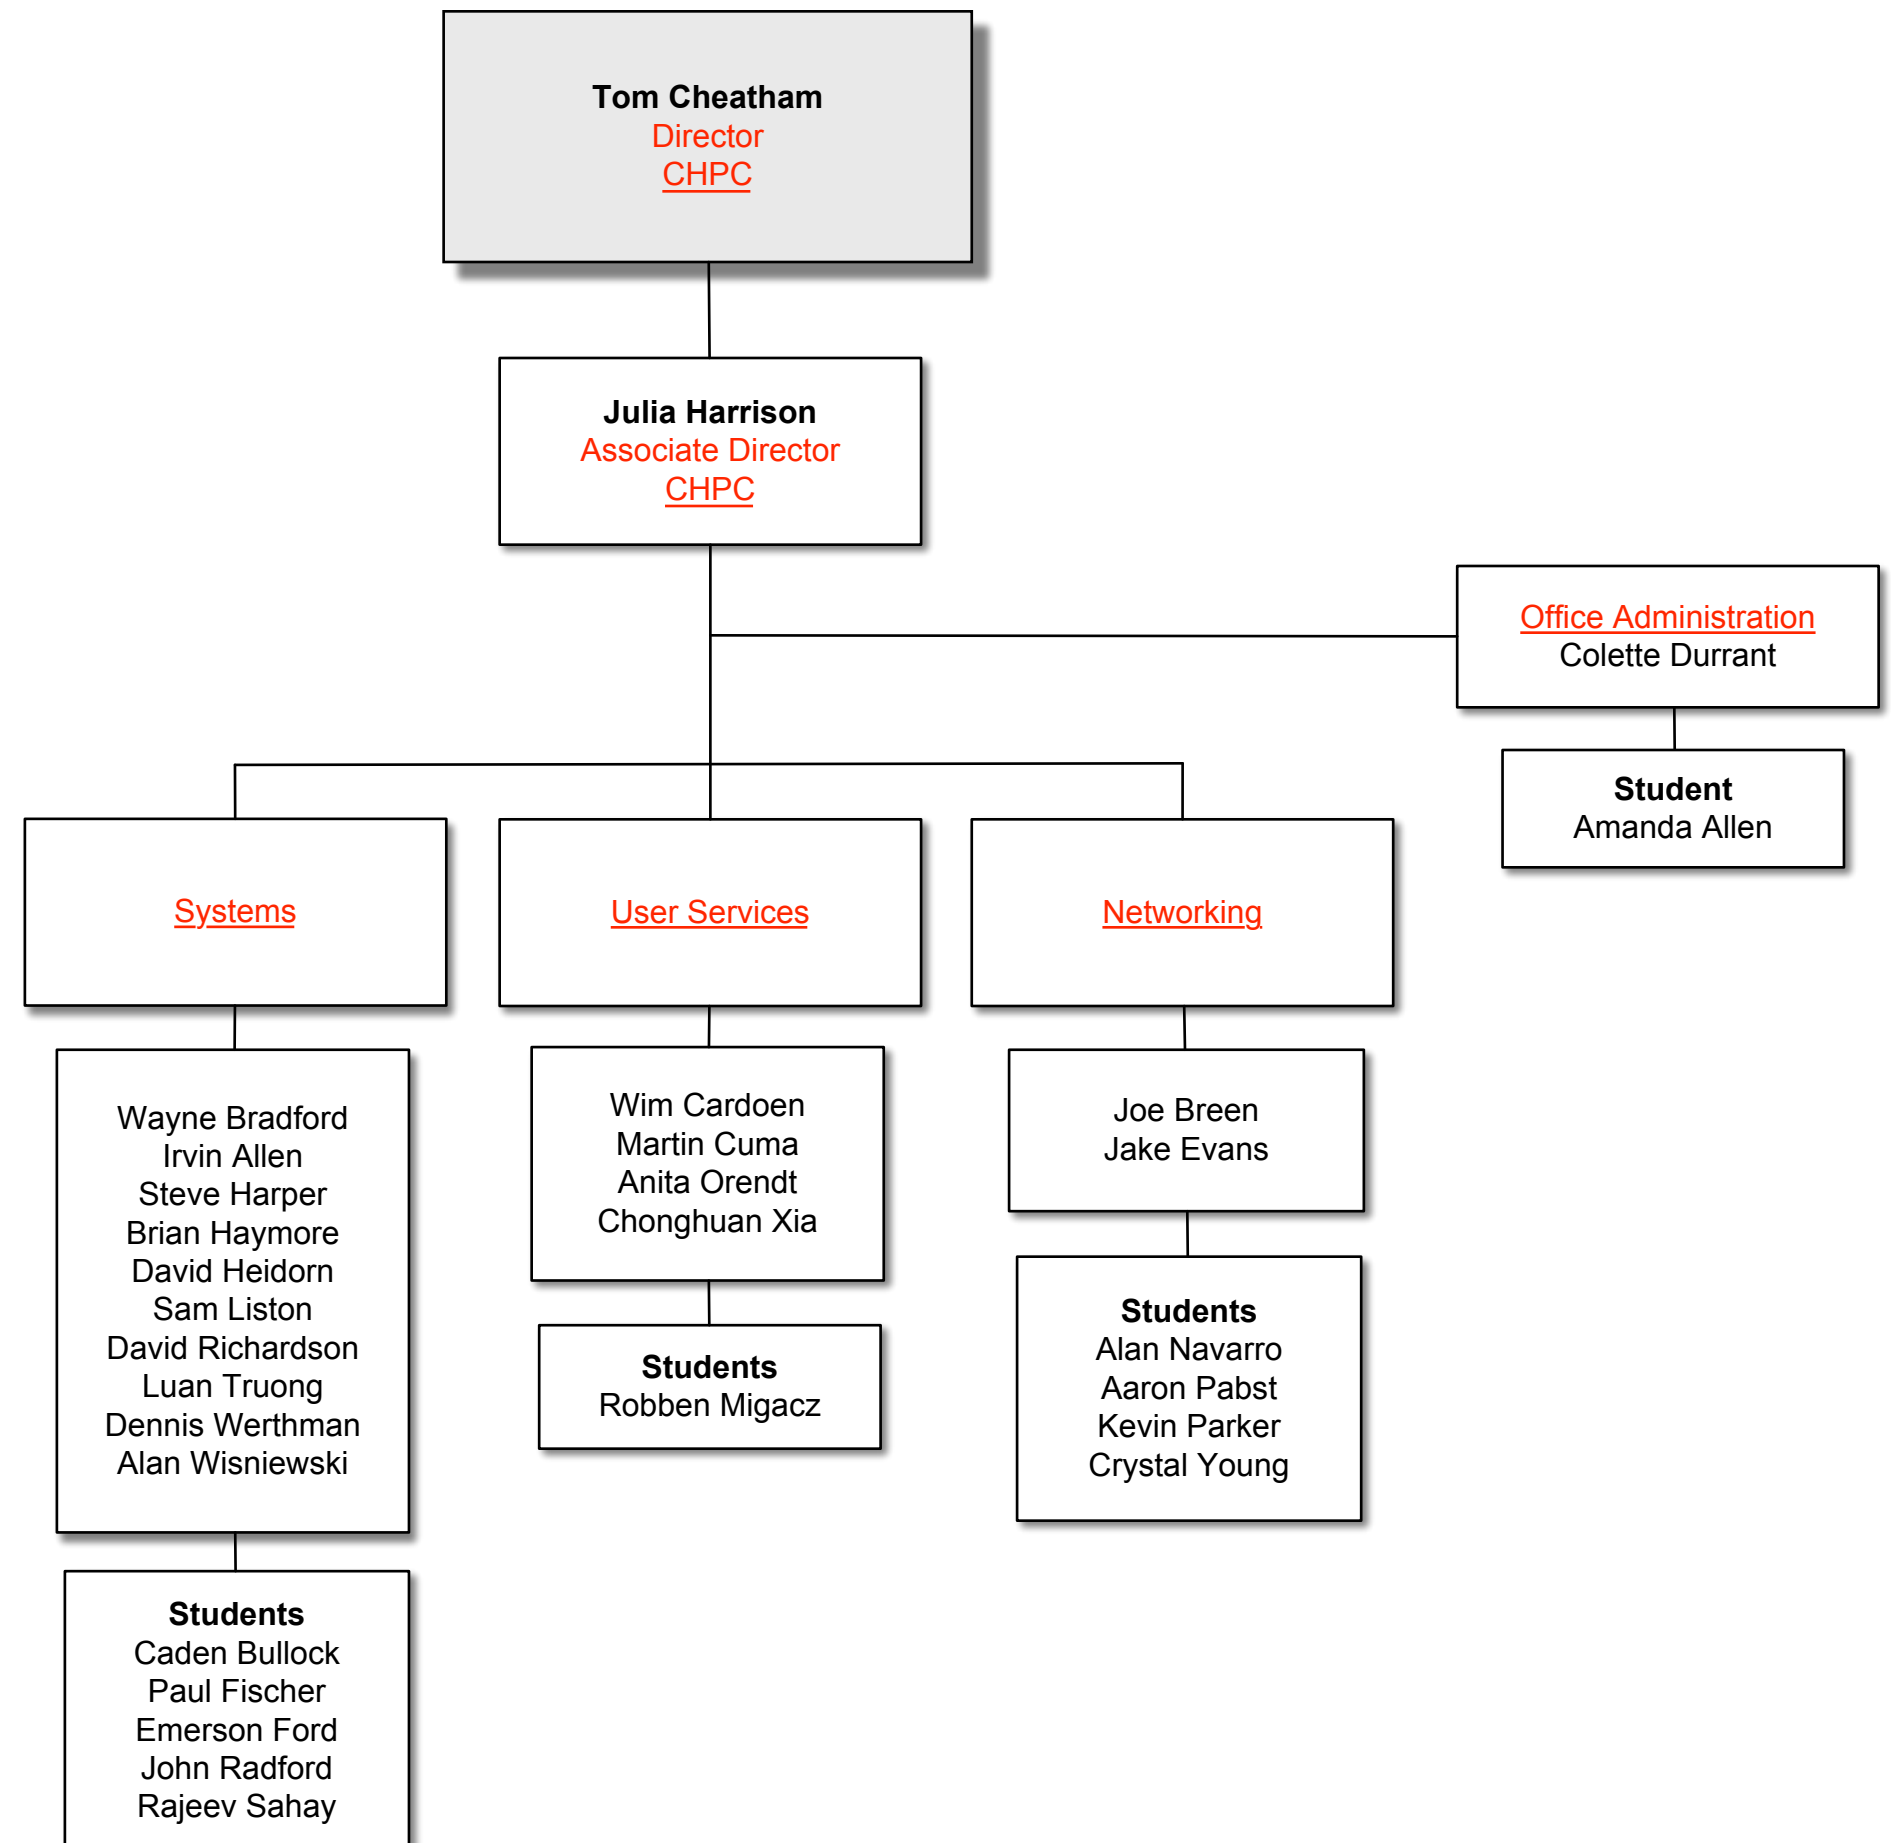 Tom Cheatham
Director
CHPC
Julia Harrison
Associate Director
CHPC
Office Administration
Colette Durrant
Student
Amanda Allen
Systems
User Services
Networking
Wayne Bradford
Irvin Allen
Steve Harper
Brian Haymore
David Heidorn
Sam Liston
David Richardson
Luan Truong
Dennis Werthman
Alan Wisniewski
Students
Caden Bullock
Paul Fischer
Emerson Ford
John Radford
Rajeev Sahay
Wim Cardoen
Martin Cuma
Anita Orendt
Chonghuan Xia
Students
Robben Migacz
Joe Breen
Jake Evans
Students
Alan Navarro
Aaron Pabst
Kevin Parker
Crystal Young